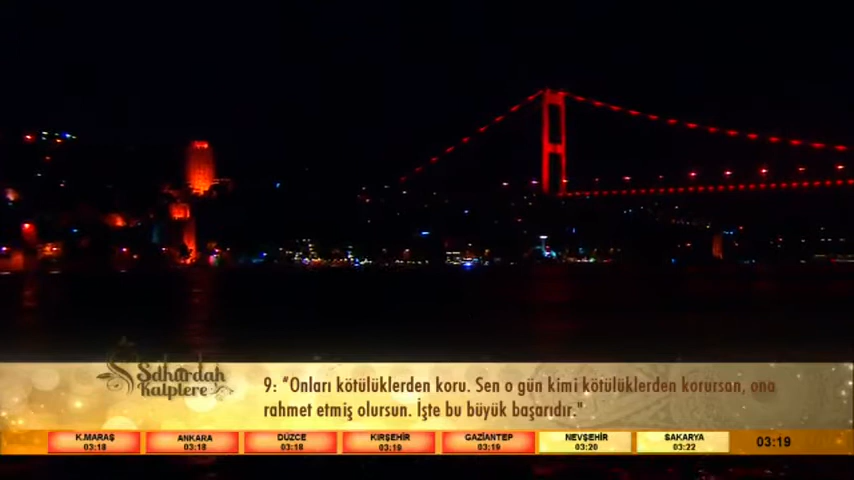 Sahurdan
Kalplere
9: “Onları kötülüklerden koru. Sen o gün kimi kötülüklerden korursan, ona
rahmet etmiş olursun. İşte bu büyük başarıdır."
K.MARAŞ
03:18
ANKARA
03:18
DÜZCE
03:18
KIRŞEHİR
03:19
GAZİANTEP
03:19
NEVŞEHİR
03:20
SAKARYA
03:22
03:19